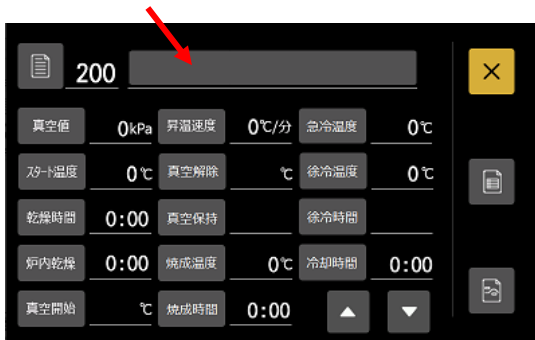 200
真空値 0kPa 昇温速度 0℃/分 急冷温度 0℃
スタート温度 0℃ 真空解除 ℃ 徐冷温度 0℃
乾燥時間 0:00 真空保持 徐冷時間
炉内乾燥 0:00 焼成温度 0℃ 冷却時間 0:00
真空開始 ℃ 焼成時間 0:00